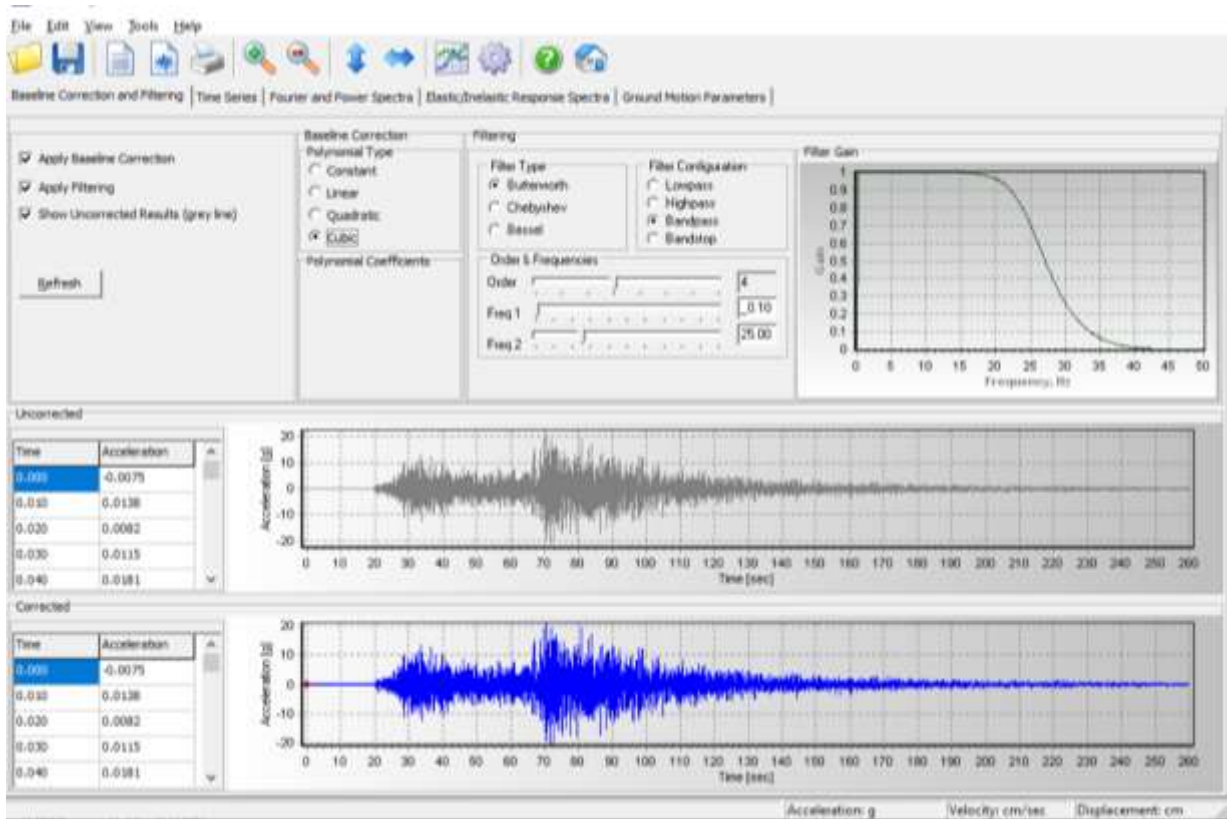 File Edit View Tools Help
Baseline Correction and Filtering Time Series Fourier and Power Spectra Elastic/Inelastic Response Spectra Ground Motion Parameters
Apply Baseline Correction
Apply Filtering
Show Uncorrected Results (grey line)
Refresh
Baseline Correction
Polynomial Type
Constant
Linear
Quadratic
Cubic
Polynomial Coefficients
Filtering
Filter Type
Butterworth
Chebyshev
Bessel
Filter Configuration
Lowpass
Highpass
Bandpass
Bandstop
Order & Frequencies
Order 4
Freq 1 _0.10
Freq 2 25.00
Filter Gain
1
0.9
0.8
0.7
0.6
0.5
0.4
0.3
0.2
0.1
0
Gain
0 5 10 15 20 25 30 35 40 45 50
Frequency, Hz
Uncorrected
Time Acceleration
0.000 -0.0075
0.010 0.0138
0.020 0.0082
0.030 0.0115
0.040 0.0181
Acceleration [g]
20
10
0
-10
-20
0 10 20 30 40 50 60 70 80 90 100 110 120 130 140 150 160 170 180 190 200 210 220 230 240 250 260
Time [sec]
Corrected
Time Acceleration
0.000 -0.0075
0.010 0.0138
0.020 0.0082
0.030 0.0115
0.040 0.0181
Acceleration [g]
20
10
0
-10
-20
0 10 20 30 40 50 60 70 80 90 100 110 120 130 140 150 160 170 180 190 200 210 220 230 240 250 260
Time [sec]
Acceleration: g Velocity: cm/sec Displacement: cm